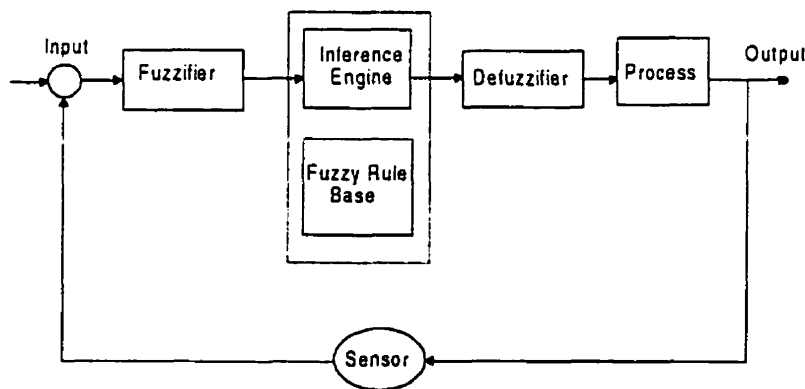 Input
Fuzzifier
Inference
Engine
Fuzzy Rule
Base
Defuzzifier
Process
Output
Sensor